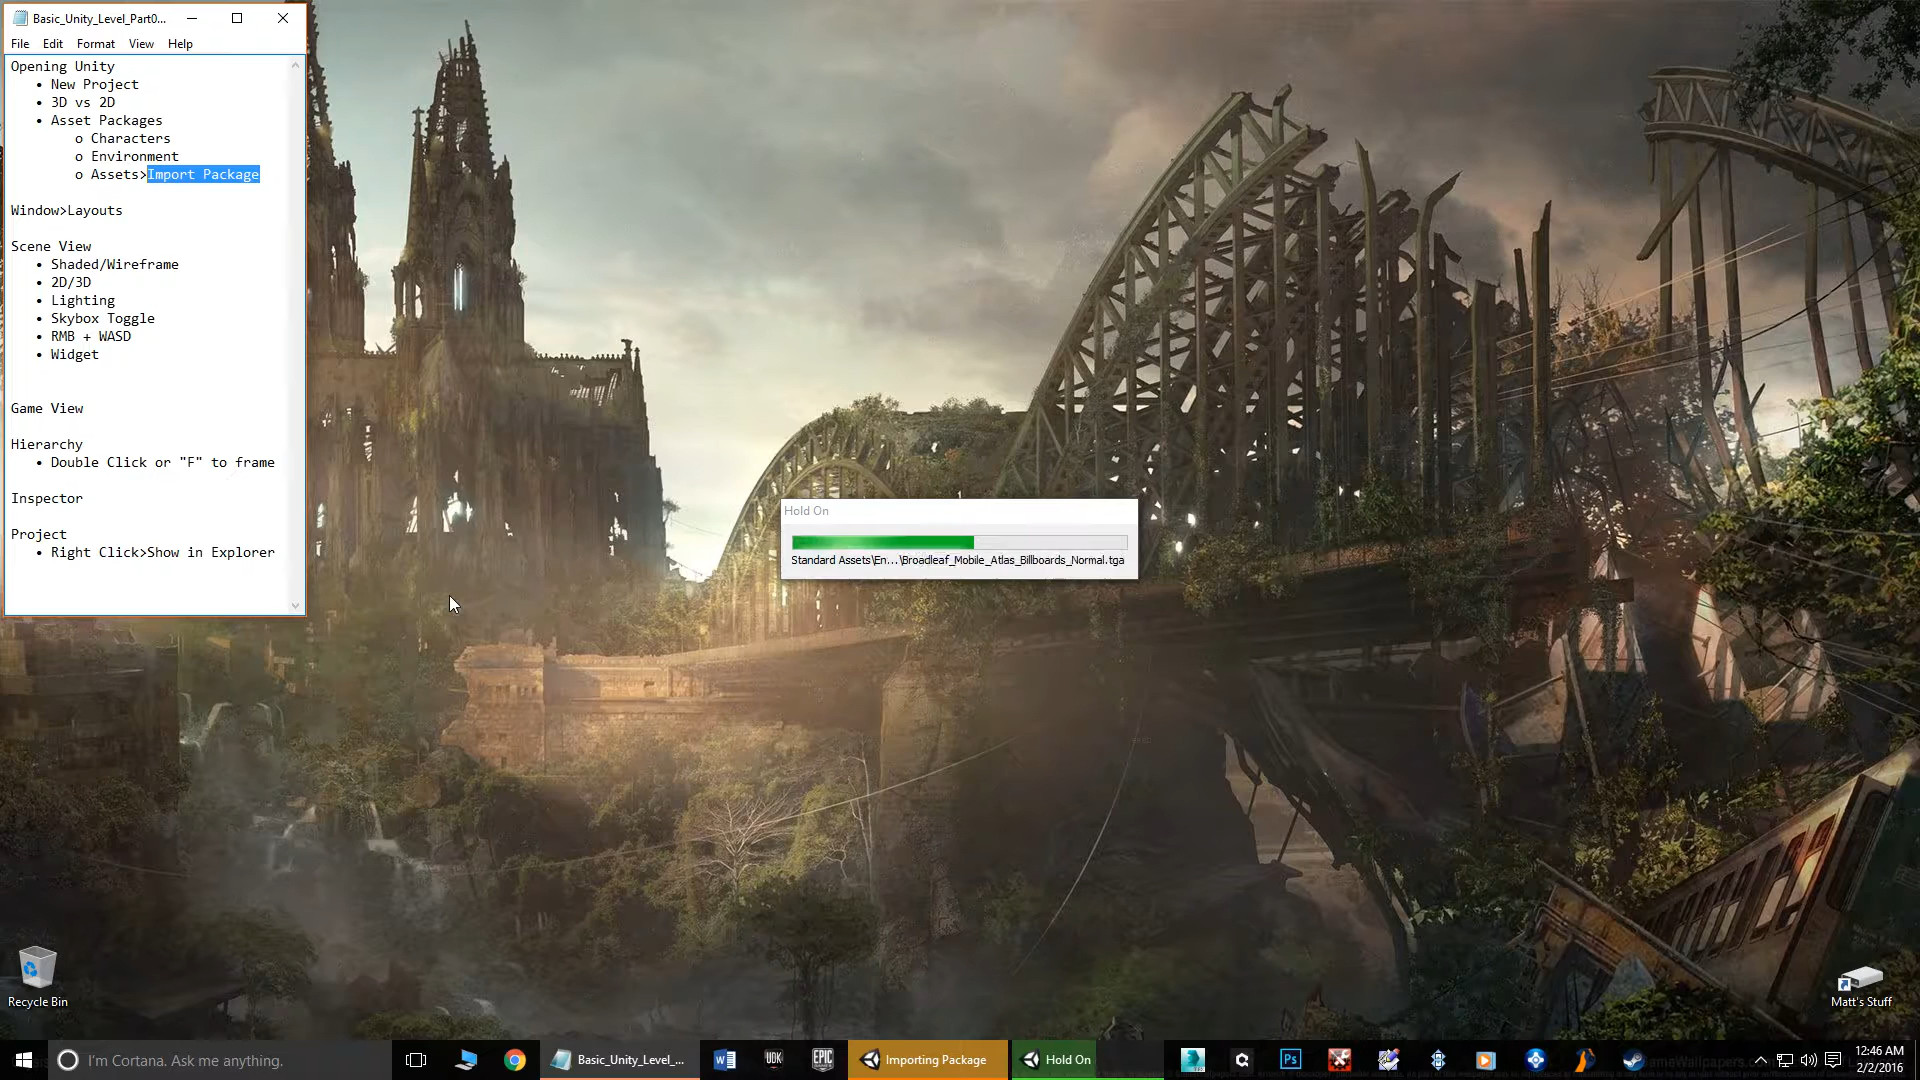 Basic_Unity_Level_Part0...
File Edit Format View Help
Opening Unity
• New Project
• 3D vs 2D
• Asset Packages
o Characters
o Environment
o Assets>Import Package
Window>Layouts
Scene View
• Shaded/Wireframe
• 2D/3D
• Lighting
• Skybox Toggle
• RMB + WASD
• Widget
Game View
Hierarchy
• Double Click or "F" to frame
Inspector
Project
• Right Click>Show in Explorer
Hold On
Standard Assets\En...\Broadleaf_Mobile_Atlas_Billboards_Normal.tga
Recycle Bin
Matt's Stuff
I'm Cortana. Ask me anything.
Basic_Unity_Level_...
UDK
EPIC
Importing Package
Hold On
Ps
12:46 AM
2/2/2016